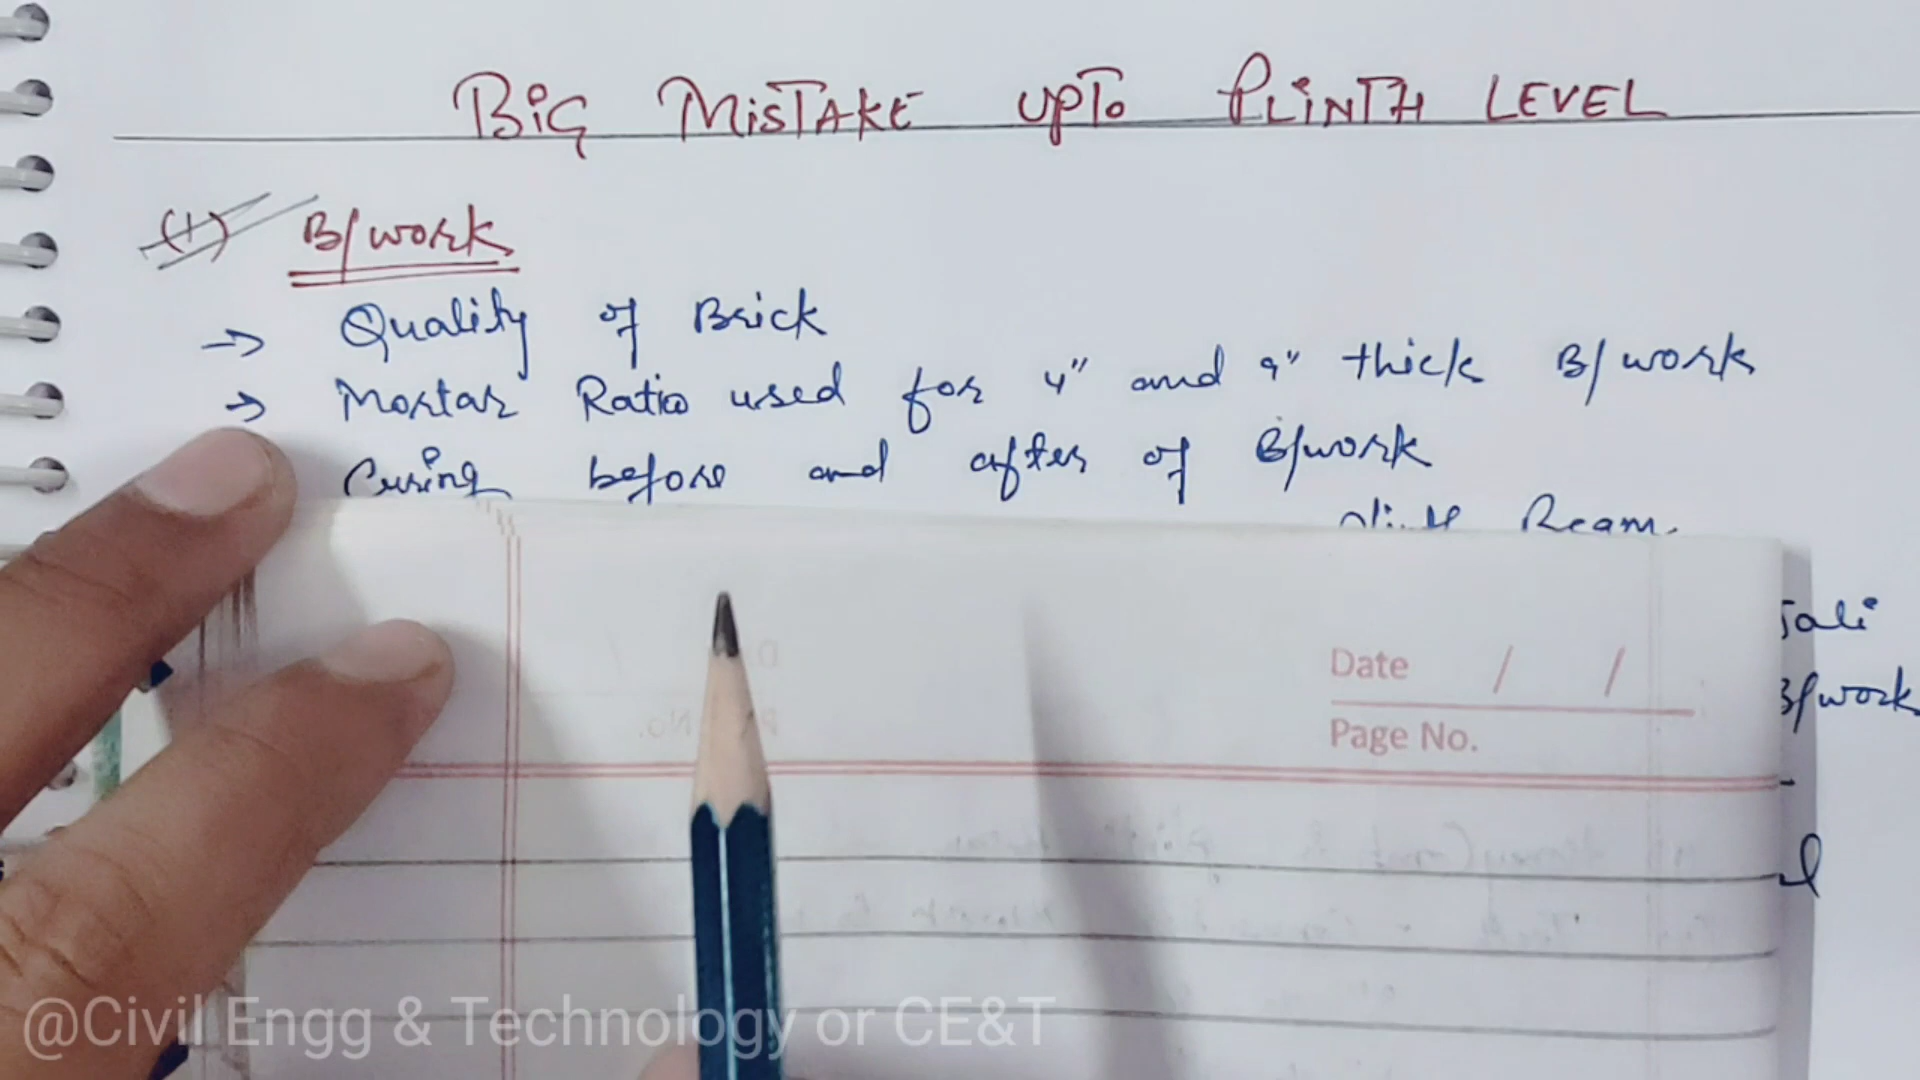 BiG MiSTAKE UPTO PLiNTH LEVEL
(1) B/work
→ Quality of Brick
→ Mortar Ratio used for 4" and 9" thick B/work
Curing before and after of B/work
Beam.
Jali
B/work
Date / /
Page No.
@Civil Engg & Technology or CE&T